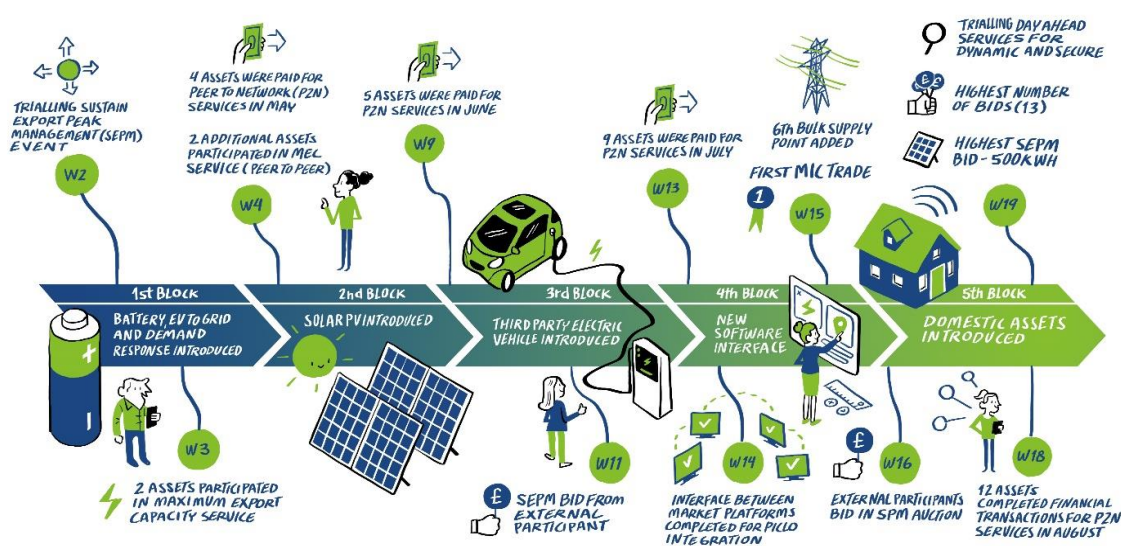 TRIALLING SUSTAIN
EXPORT PEAK
MANAGEMENT (SEPM)
EVENT
W2
4 ASSETS WERE PAID FOR
PEER TO NETWORK (P2N)
SERVICES IN MAY
2 ADDITIONAL ASSETS
PARTICIPATED IN MEC
SERVICE (PEER TO PEER)
W4
5 ASSETS WERE PAID FOR
P2N SERVICES IN JUNE
W9
9 ASSETS WERE PAID FOR
P2N SERVICES IN JULY
W13
6TH BULK SUPPLY
POINT ADDED
FIRST MIC TRADE
1
W15
TRIALLING DAY AHEAD
SERVICES FOR
DYNAMIC AND SECURE
££
HIGHEST NUMBER
OF BIDS (13)
HIGHEST SEPM
BID - 500KWH
W19
1ST BLOCK
BATTERY, EV TO GRID
AND DEMAND
RESPONSE INTRODUCED
2ND BLOCK
SOLAR PV INTRODUCED
3RD BLOCK
THIRD PARTY ELECTRIC
VEHICLE INTRODUCED
4TH BLOCK
NEW
SOFTWARE
INTERFACE
5TH BLOCK
DOMESTIC ASSETS
INTRODUCED
W3
2 ASSETS PARTICIPATED
IN MAXIMUM EXPORT
CAPACITY SERVICE
W11
£
SEPM BID FROM
EXTERNAL
PARTICIPANT
W14
INTERFACE BETWEEN
MARKET PLATFORMS
COMPLETED FOR PICLO
INTEGRATION
£
W16
EXTERNAL PARTICIPANTS
BID IN SPM AUCTION
W18
12 ASSETS
COMPLETED FINANCIAL
TRANSACTIONS FOR P2N
SERVICES IN AUGUST